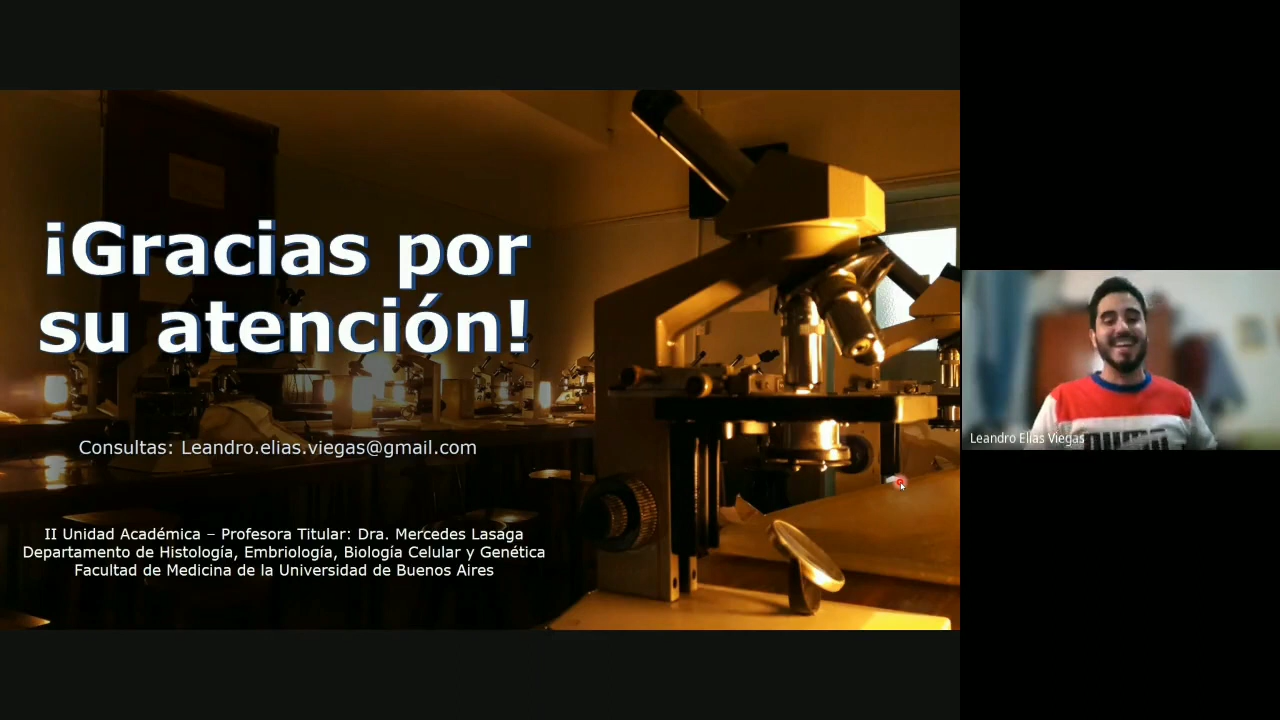 ¡Gracias por
su atención!
Consultas: Leandro.elias.viegas@gmail.com
II Unidad Académica – Profesora Titular: Dra. Mercedes Lasaga
Departamento de Histología, Embriología, Biología Celular y Genética
Facultad de Medicina de la Universidad de Buenos Aires
Leandro Elias Viegas